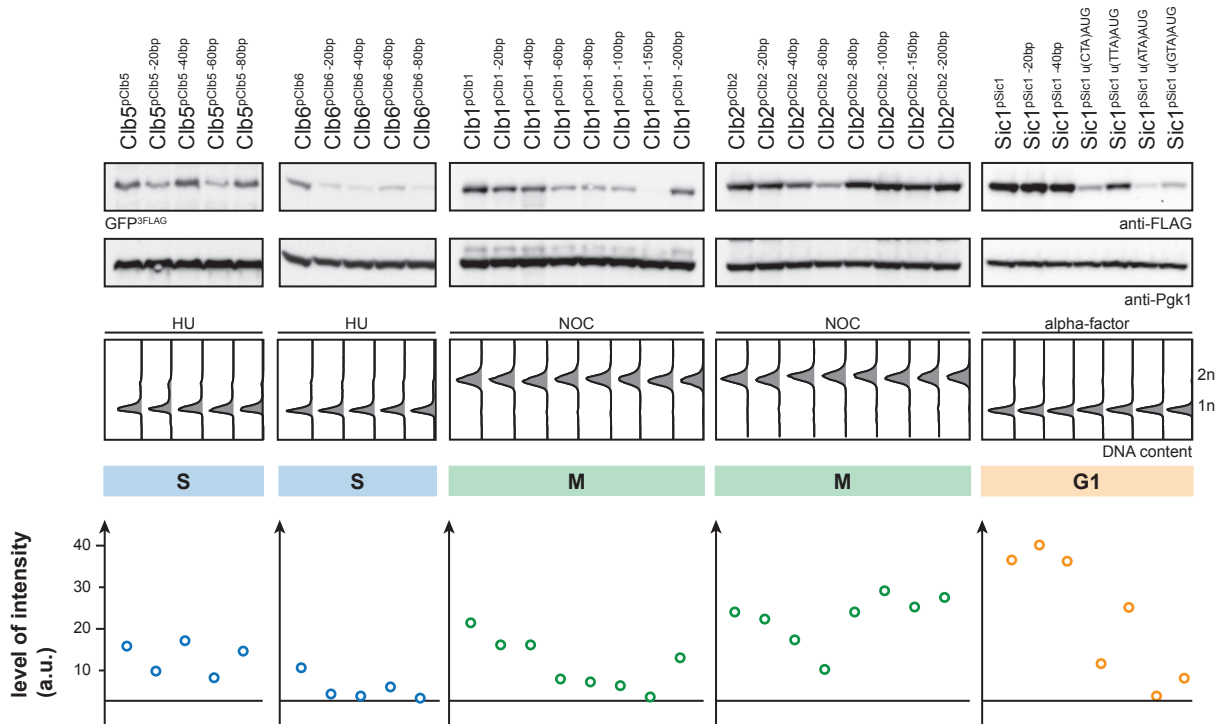 Clb5pClb5
Clb5pClb5 -20bp
Clb5pClb5 -40bp
Clb5pClb5 -60bp
Clb5pClb5 -80bp
Clb6pClb6
Clb6pClb6 -20bp
Clb6pClb6 -40bp
Clb6pClb6 -60bp
Clb6pClb6 -80bp
Clb1pClb1
Clb1pClb1 -20bp
Clb1pClb1 -40bp
Clb1pClb1 -60bp
Clb1pClb1 -80bp
Clb1pClb1 -100bp
Clb1pClb1 -150bp
Clb1pClb1 -200bp
Clb2pClb2
Clb2pClb2 -20bp
Clb2pClb2 -40bp
Clb2pClb2 -60bp
Clb2pClb2 -80bp
Clb2pClb2 -100bp
Clb2pClb2 -150bp
Clb2pClb2 -200bp
Sic1pSic1
Sic1pSic1 -20bp
Sic1pSic1 -40bp
Sic1pSic1 u(CTA)AUG
Sic1pSic1 u(TTA)AUG
Sic1pSic1 u(ATA)AUG
Sic1pSic1 u(GTA)AUG
GFP3FLAG
anti-FLAG
anti-Pgk1
HU
HU
NOC
NOC
alpha-factor
2n
1n
DNA content
S
S
M
M
G1
level of intensity
(a.u.)
40
30
20
10